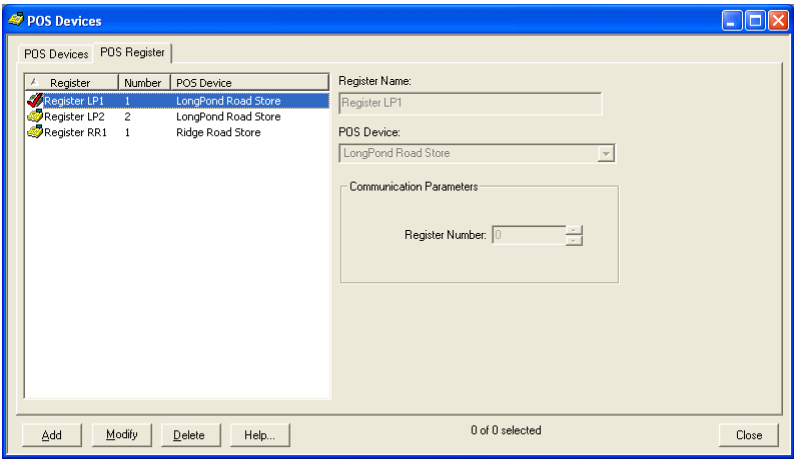 POS Devices
POS Devices POS Register
Register Number POS Device
Register LP1 1 LongPond Road Store
Register LP2 2 LongPond Road Store
Register RR1 1 Ridge Road Store
Register Name:
Register LP1
POS Device:
LongPond Road Store
Communication Parameters
Register Number: 0
Add Modify Delete Help... 0 of 0 selected Close